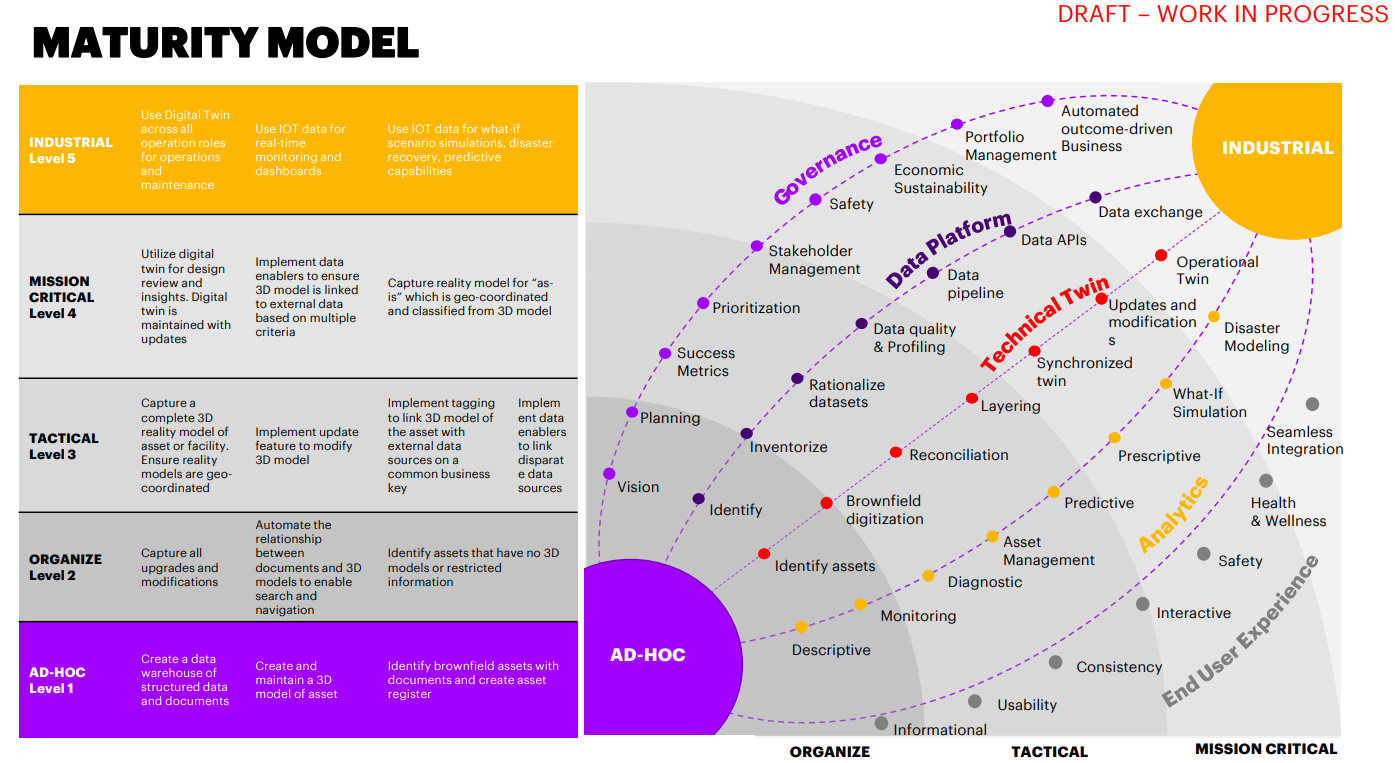 DRAFT – WORK IN PROGRESS
MATURITY MODEL
INDUSTRIAL
Level 5
Use Digital Twin
across all
operation roles
for operations
and
maintenance
Use IOT data for
real-time
monitoring and
dashboards
Use IOT data for what-if
scenario simulations, disaster
recovery, predictive
capabilities
MISSION
CRITICAL
Level 4
Utilize digital
twin for design
review and
insights. Digital
twin is
maintained with
updates
Implement data
enablers to ensure
3D model is linked
to external data
based on multiple
criteria
Capture reality model for “as-
is” which is geo-coordinated
and classified from 3D model
TACTICAL
Level 3
Capture a
complete 3D
reality model of
asset or facility.
Ensure reality
models are geo-
coordinated
Implement update
feature to modify
3D model
Implement tagging
to link 3D model of
the asset with
external data
sources on a
common business
key
Implem
ent data
enablers
to link
disparat
e data
sources
ORGANIZE
Level 2
Capture all
upgrades and
modifications
Automate the
relationship
between
documents and 3D
models to enable
search and
navigation
Identify assets that have no 3D
models or restricted
information
AD-HOC
Level 1
Create a data
warehouse of
structured data
and documents
Create and
maintain a 3D
model of asset
Identify brownfield assets with
documents and create asset
register
Governance
Automated
outcome-driven
Business
Portfolio
Management
Economic
Sustainability
Safety
Stakeholder
Management
Prioritization
Success
Metrics
Planning
Vision
Data Platform
Data exchange
Data APIs
Data
pipeline
Data quality
& Profiling
Rationalize
datasets
Inventorize
Identify
Technical Twin
Operational
Twin
Updates and
modification
s
Synchronized
twin
Layering
Reconciliation
Brownfield
digitization
Identify assets
Analytics
Disaster
Modeling
What-If
Simulation
Prescriptive
Predictive
Asset
Management
Diagnostic
Monitoring
Descriptive
End User Experience
Seamless
Integration
Health
& Wellness
Safety
Interactive
Consistency
Usability
Informational
INDUSTRIAL
AD-HOC
ORGANIZE
TACTICAL
MISSION CRITICAL